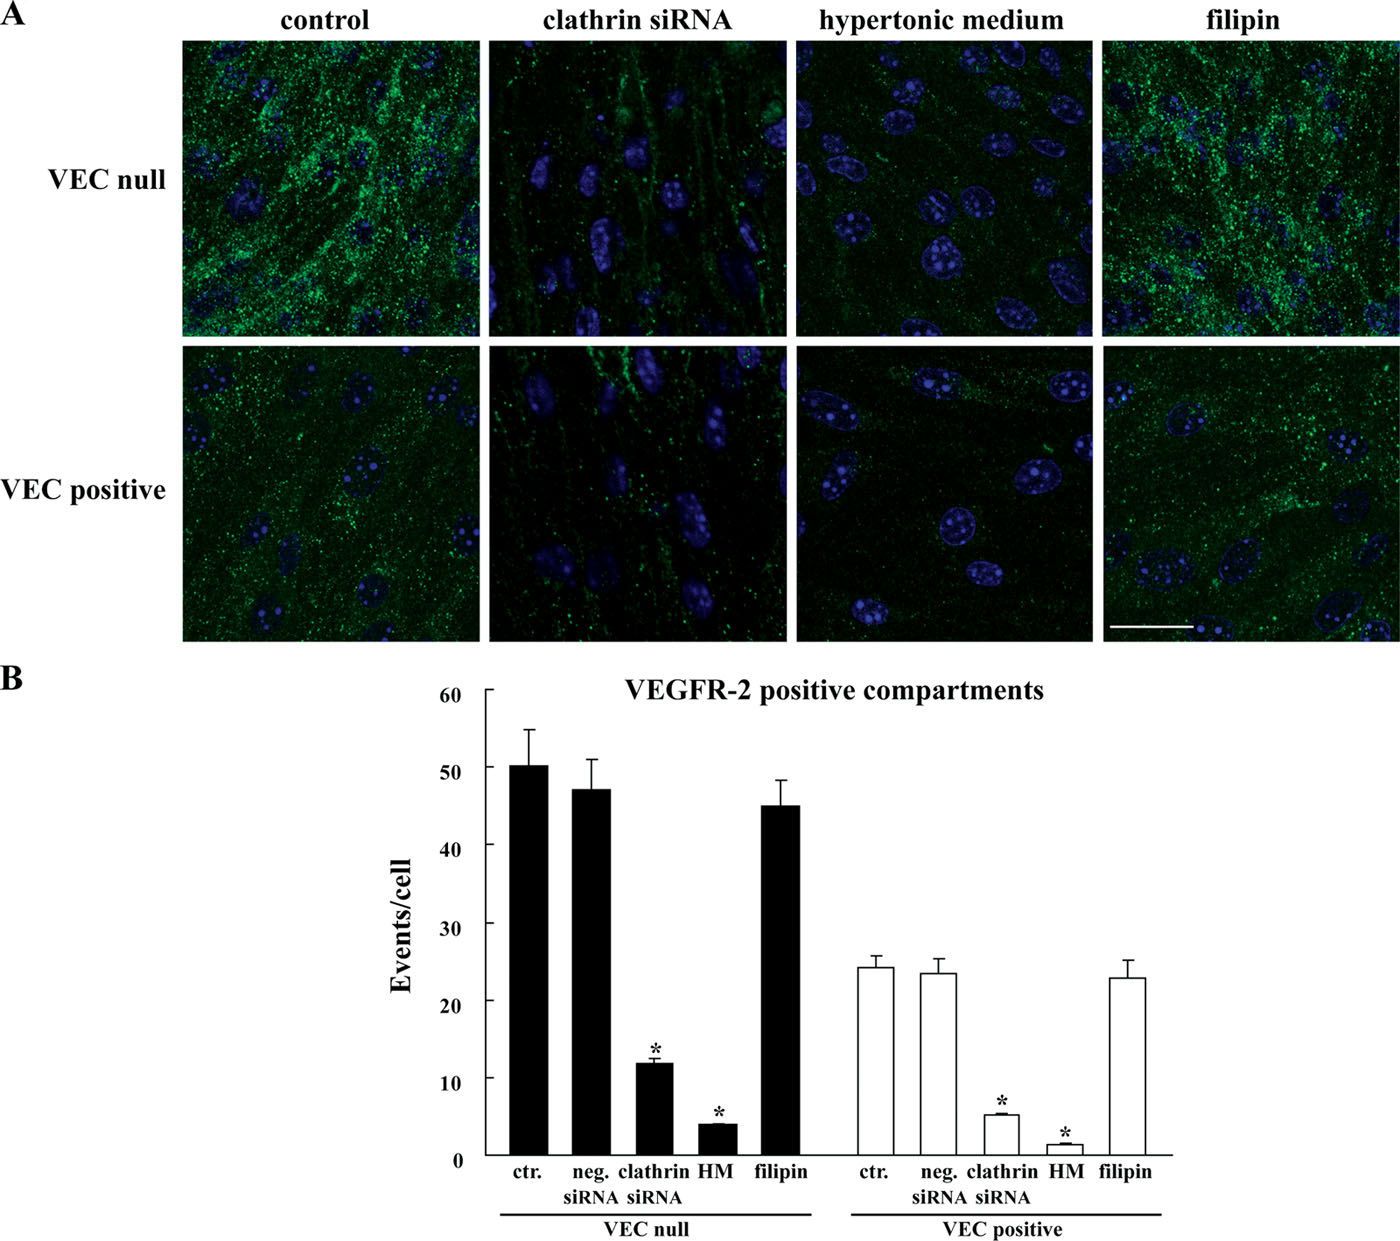 A
control
clathrin siRNA
hypertonic medium
filipin
VEC null
VEC positive
B
VEGFR-2 positive compartments
Events/cell
60
50
40
30
20
10
0
ctr.
neg. siRNA
clathrin siRNA
HM
filipin
ctr.
neg. siRNA
clathrin siRNA
HM
filipin
*
*
*
*
VEC null
VEC positive